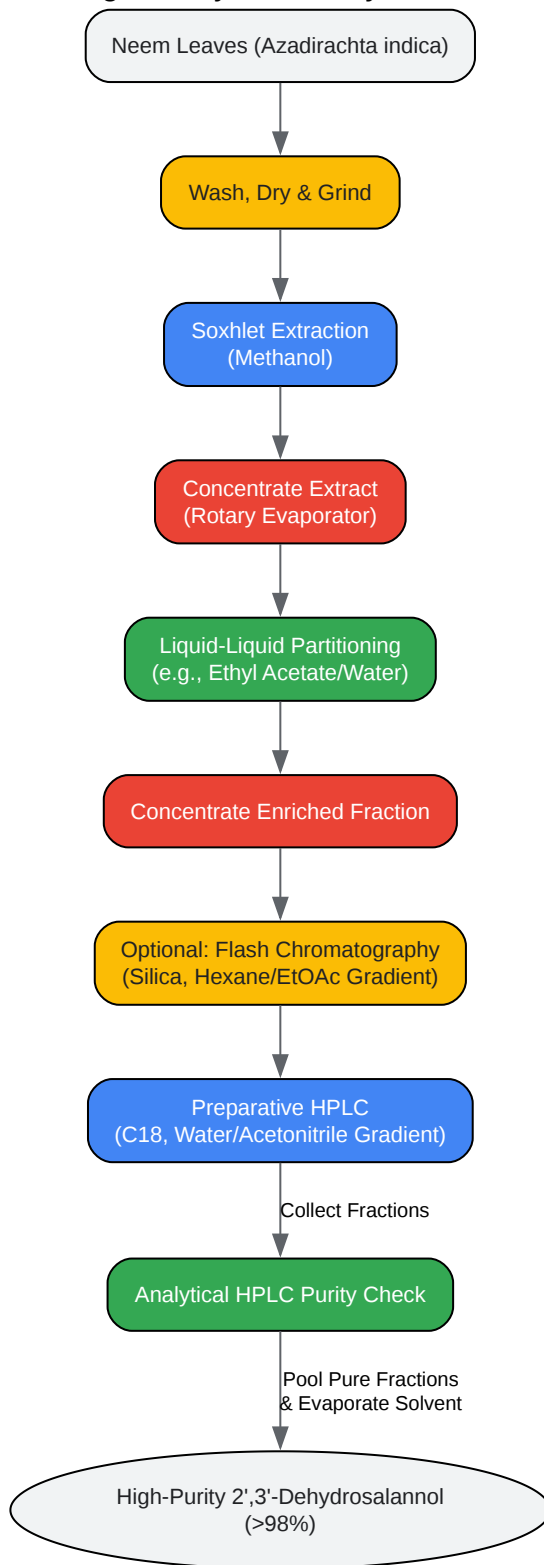 Neem Leaves (Azadirachta indica)
Wash, Dry & Grind
Soxhlet Extraction
(Methanol)
Concentrate Extract
(Rotary Evaporator)
Liquid-Liquid Partitioning
(e.g., Ethyl Acetate/Water)
Concentrate Enriched Fraction
Optional: Flash Chromatography
(Silica, Hexane/EtOAc Gradient)
Preparative HPLC
(C18, Water/Acetonitrile Gradient)
Collect Fractions
Analytical HPLC Purity Check
Pool Pure Fractions
& Evaporate Solvent
High-Purity 2',3'-Dehydrosalannol
(>98%)